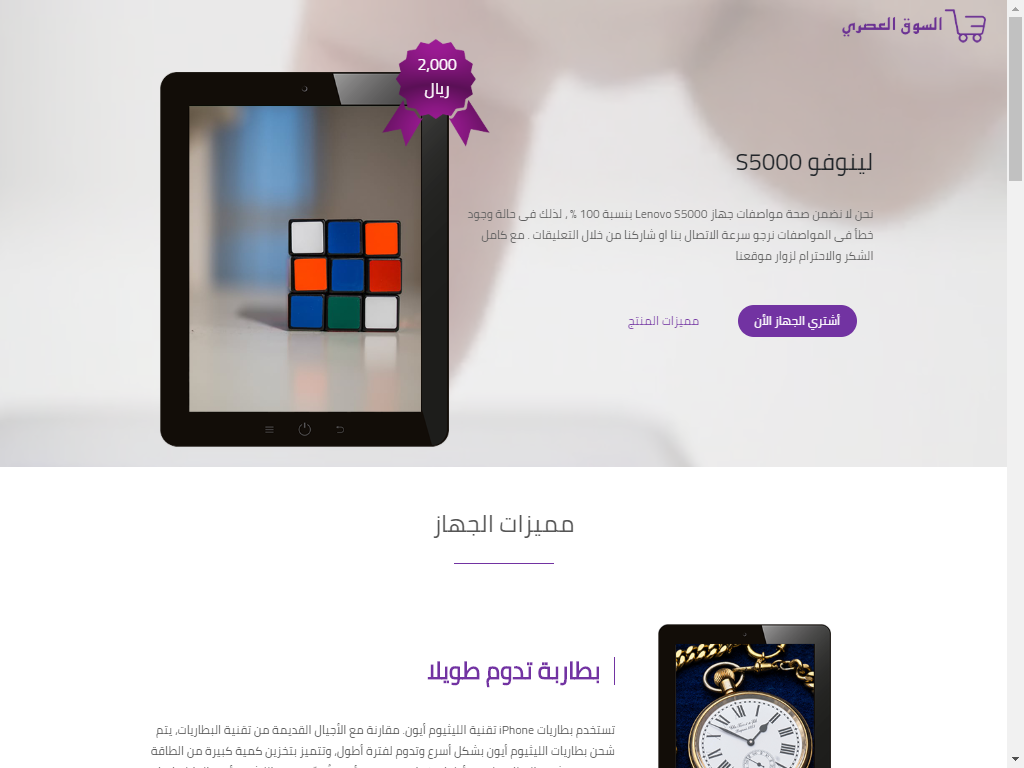 السوق العصري
2,000
ريال
لينوفو S5000
نحن لا نضمن صحة مواصفات جهاز Lenovo S5000 بنسبة 100 % , لذلك فى حالة وجود
خطأ فى المواصفات نرجو سرعة الاتصال بنا او شاركنا من خلال التعليقات . مع كامل
الشكر والاحترام لزوار موقعنا
أشتري الجهاز الأن
مميزات المنتج
مميزات الجهاز
بطارية تدوم طويلا
تستخدم بطاريات iPhone تقنية الليثيوم أيون. مقارنة مع الأجيال القديمة من تقنية البطاريات، يتم
شحن بطاريات الليثيوم أيون بشكل أسرع وتدوم لفترة أطول، وتتميز بتخزين كمية كبيرة من الطاقة